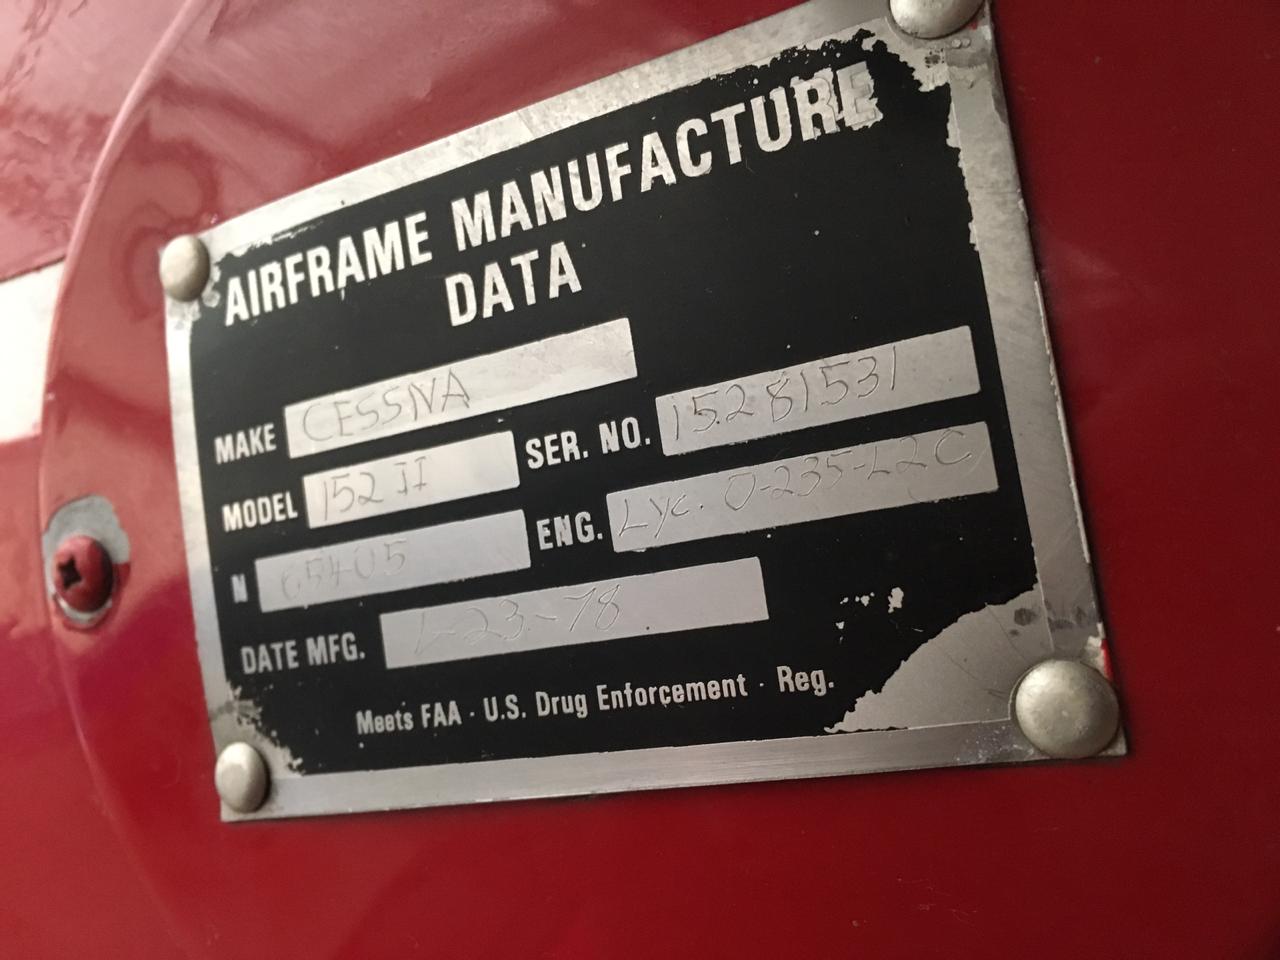 AIRFRAME MANUFACTURE
DATA
MAKE CESSNA
MODEL 152 II SER. NO. 15281531
N ENG. Lyc. O-235-L2C
DATE MFG. 1-23-78
Meets FAA · U.S. Drug Enforcement · Reg.